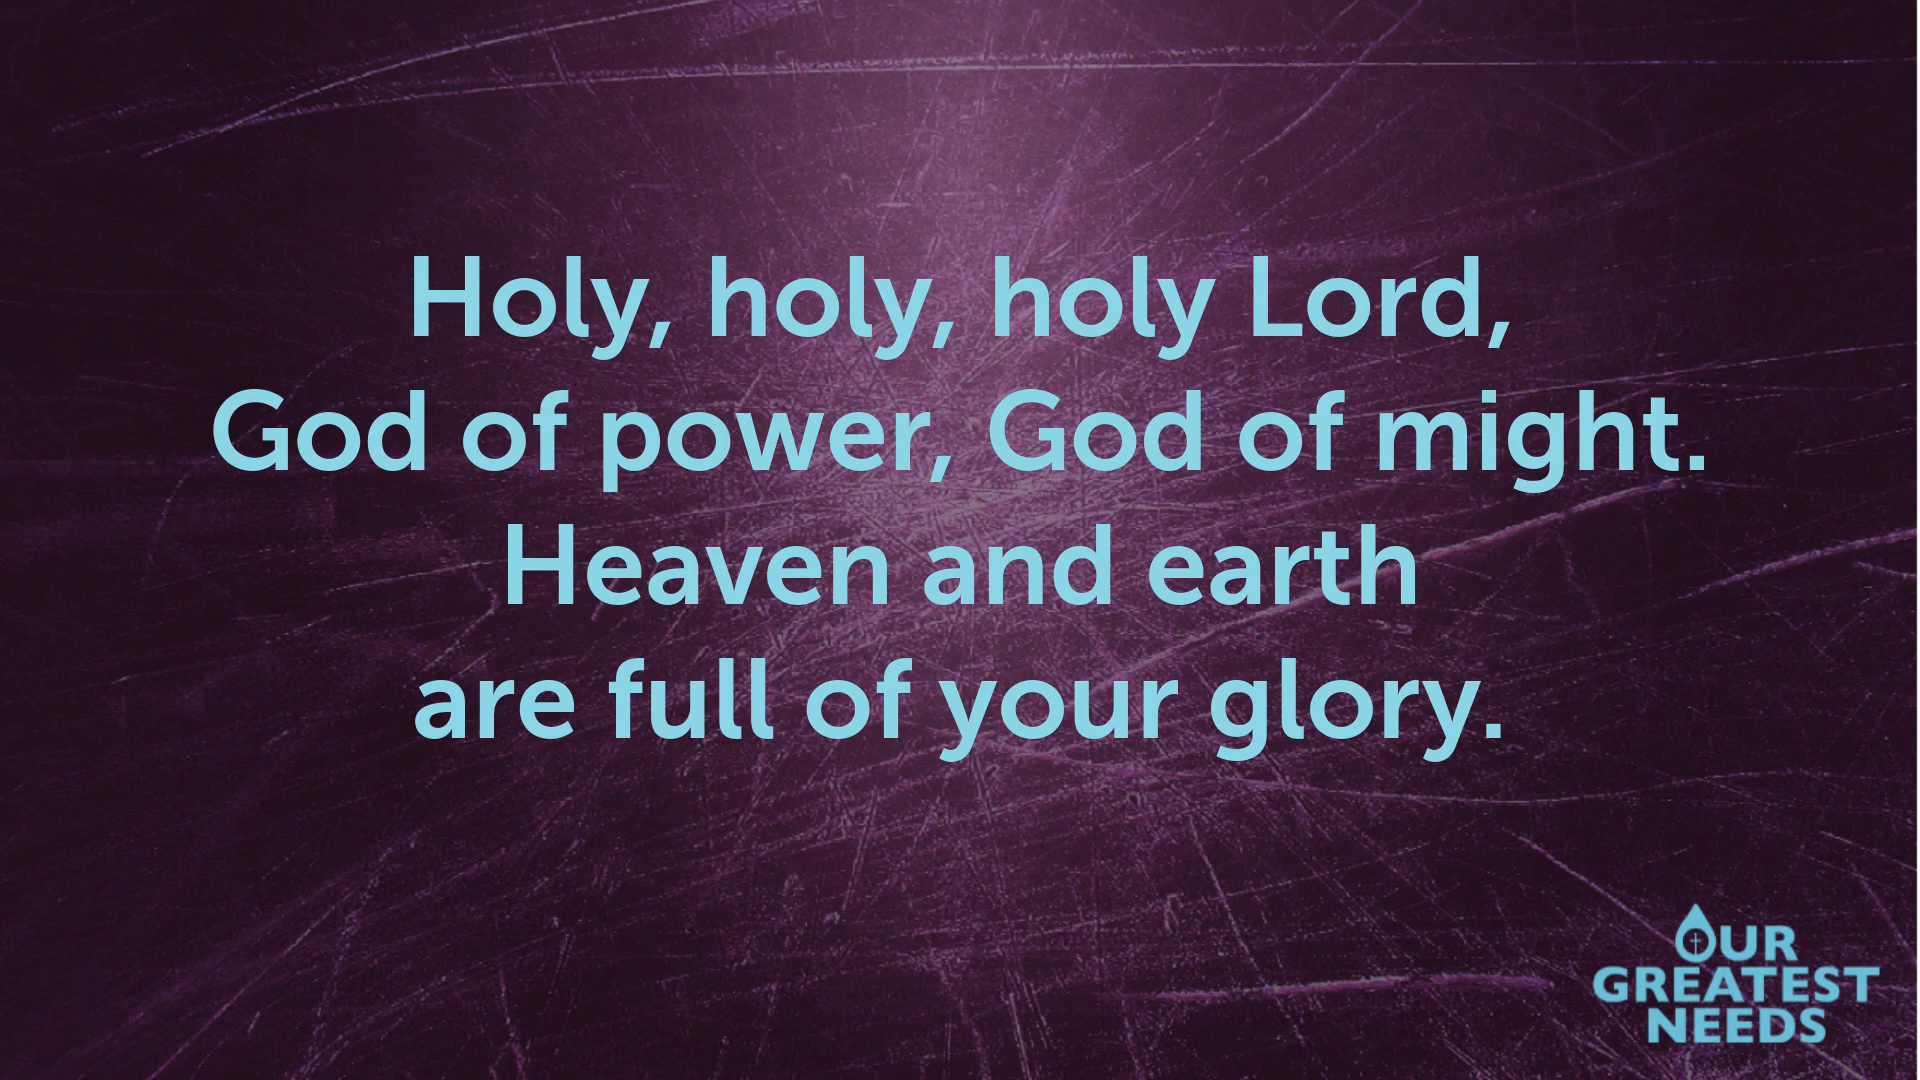 Holy, holy, holy Lord,
God of power, God of might.
Heaven and earth
are full of your glory.
OUR
GREATEST
NEEDS